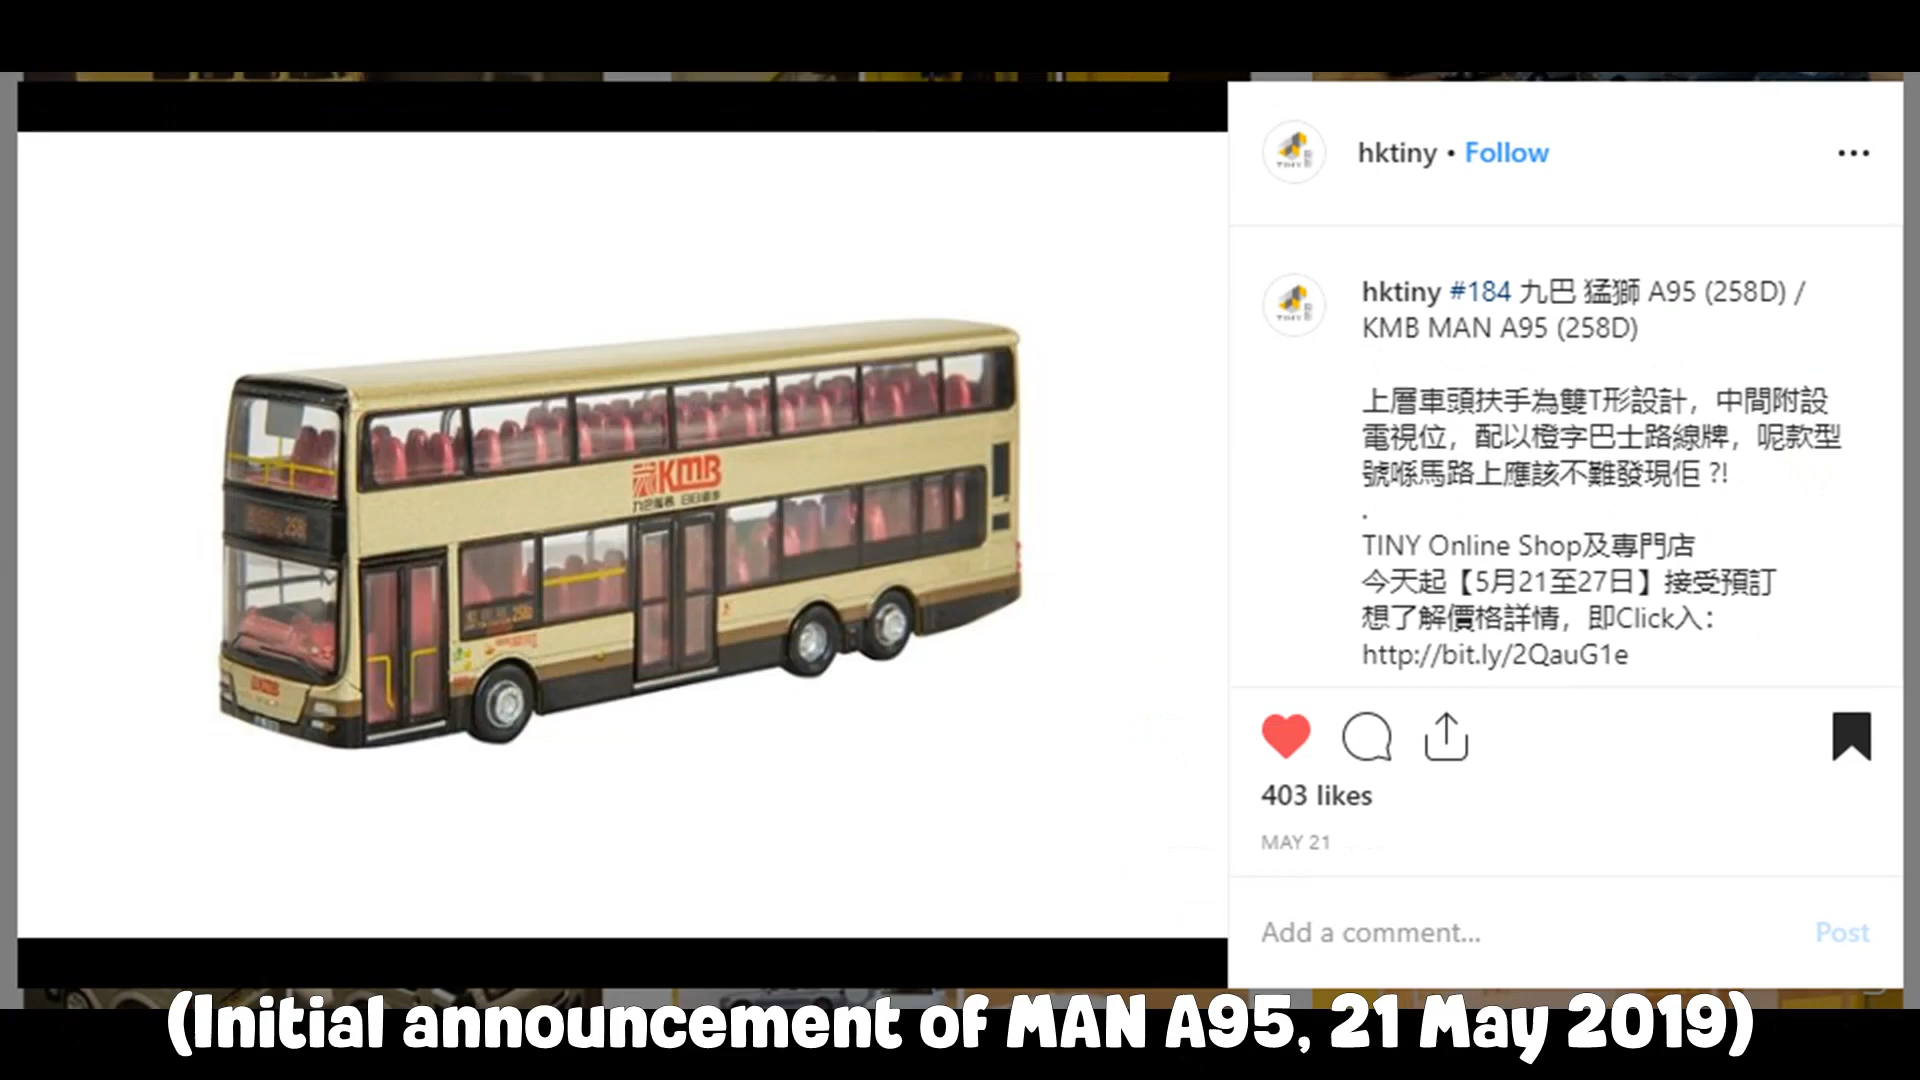 hktiny • Follow
hktiny #184 九巴 猛獅 A95 (258D) /
KMB MAN A95 (258D)
上層車頭扶手為雙T形設計，中間附設
電視位，配以橙字巴士路線牌，呢款型
號喺馬路上應該不難發現佢 ?!
.
TINY Online Shop及專門店
今天起【5月21至27日】接受預訂
想了解價格詳情，即Click入：
http://bit.ly/2QauG1e
403 likes
MAY 21
Add a comment...
Post
KMB
KMB
(Initial announcement of MAN A95, 21 May 2019)